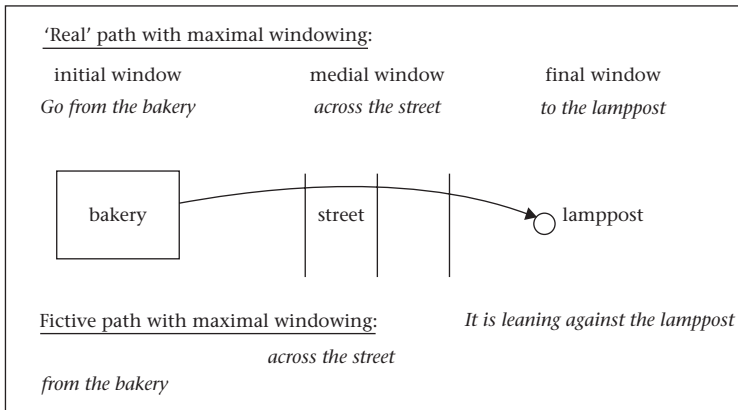 'Real' path with maximal windowing:
initial window medial window final window
Go from the bakery across the street to the lamppost
bakery street lamppost
Fictive path with maximal windowing: It is leaning against the lamppost
across the street
from the bakery